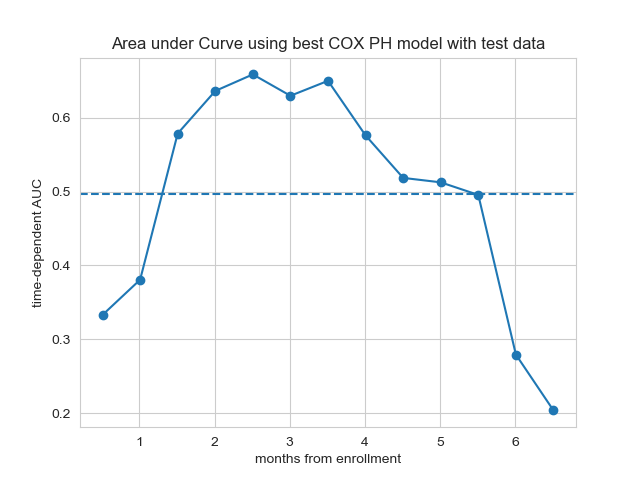 Area under Curve using best COX PH model with test data
time-dependent AUC
0.6
0.5
0.4
0.3
0.2
1 2 3 4 5 6
months from enrollment